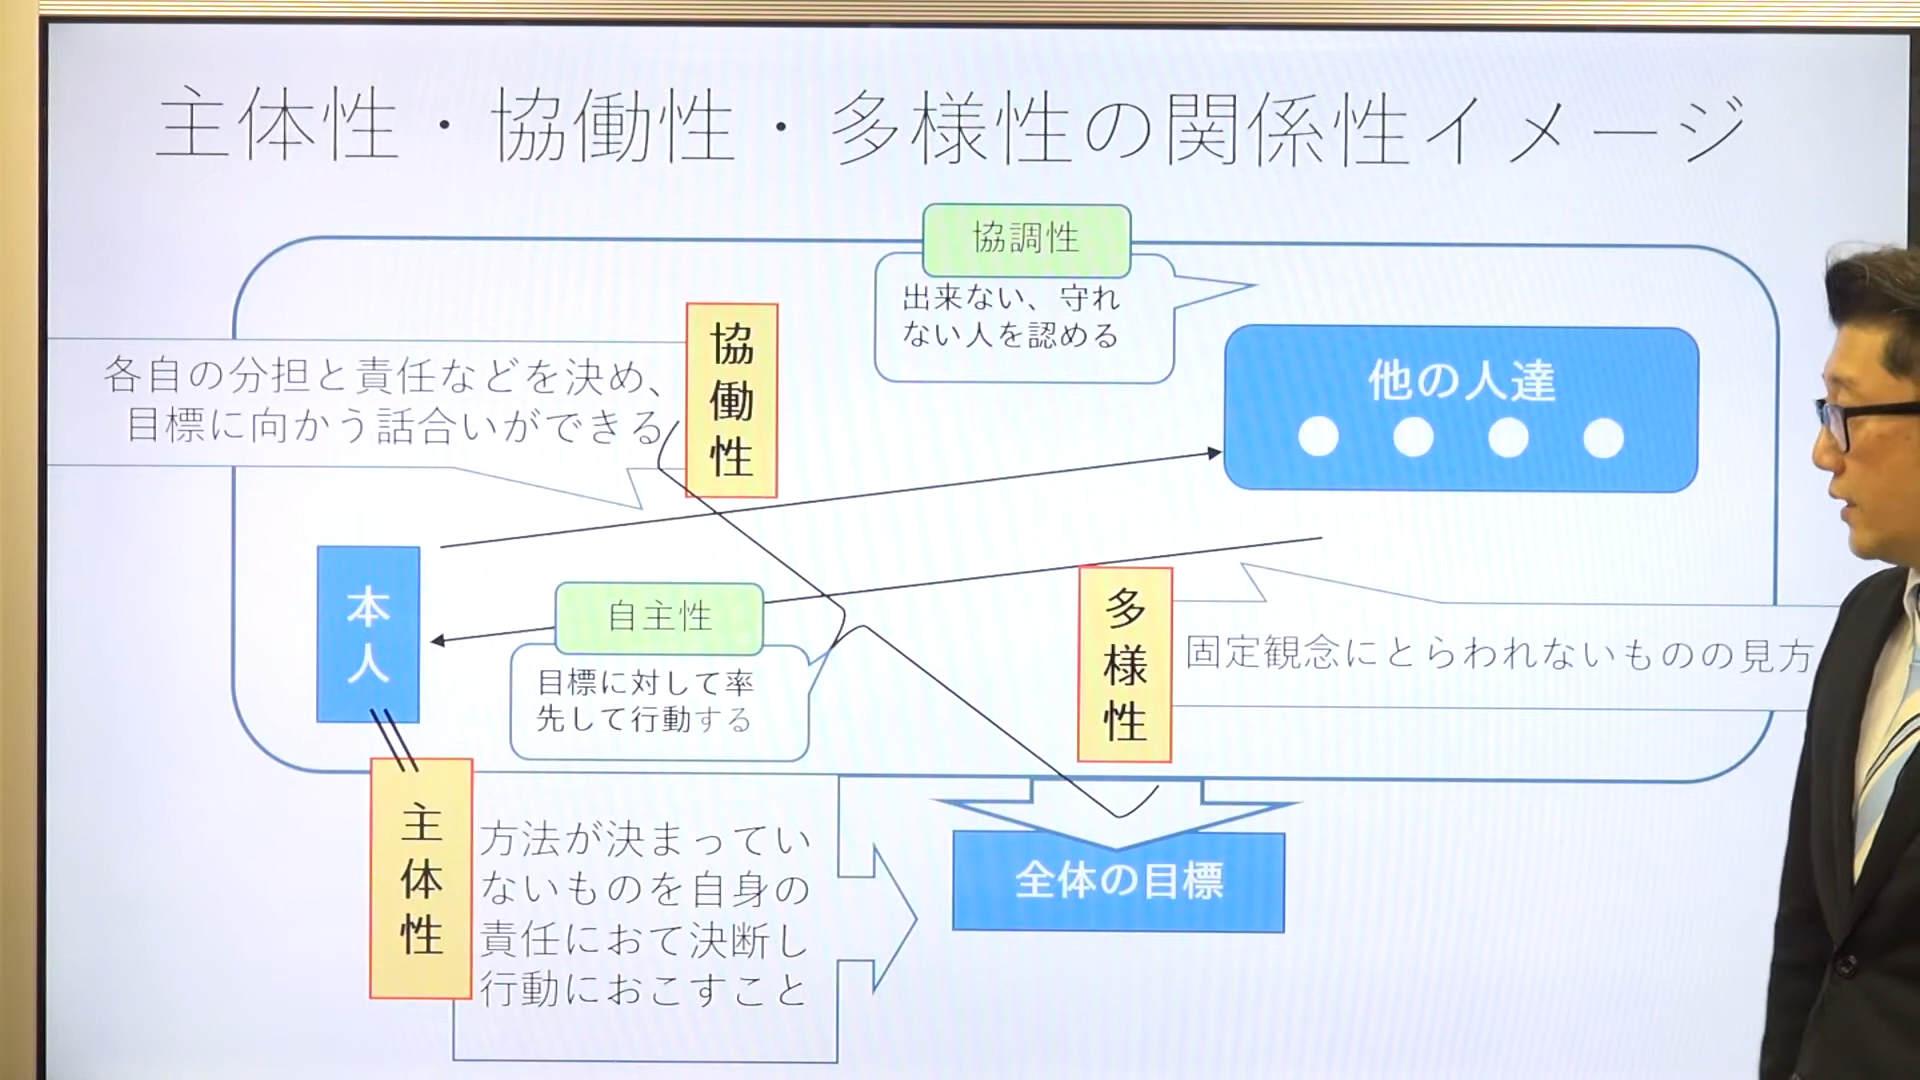 主体性・協働性・多様性の関係性イメージ
協調性
出来ない、守れ
ない人を認める
協働性
各自の分担と責任などを決め、
目標に向かう話合いができる
他の人達
本人
自主性
目標に対して率
先して行動する
多様性
固定観念にとらわれないものの見方
主体性
方法が決まってい
ないものを自身の
責任におて決断し
行動におこすこと
全体の目標